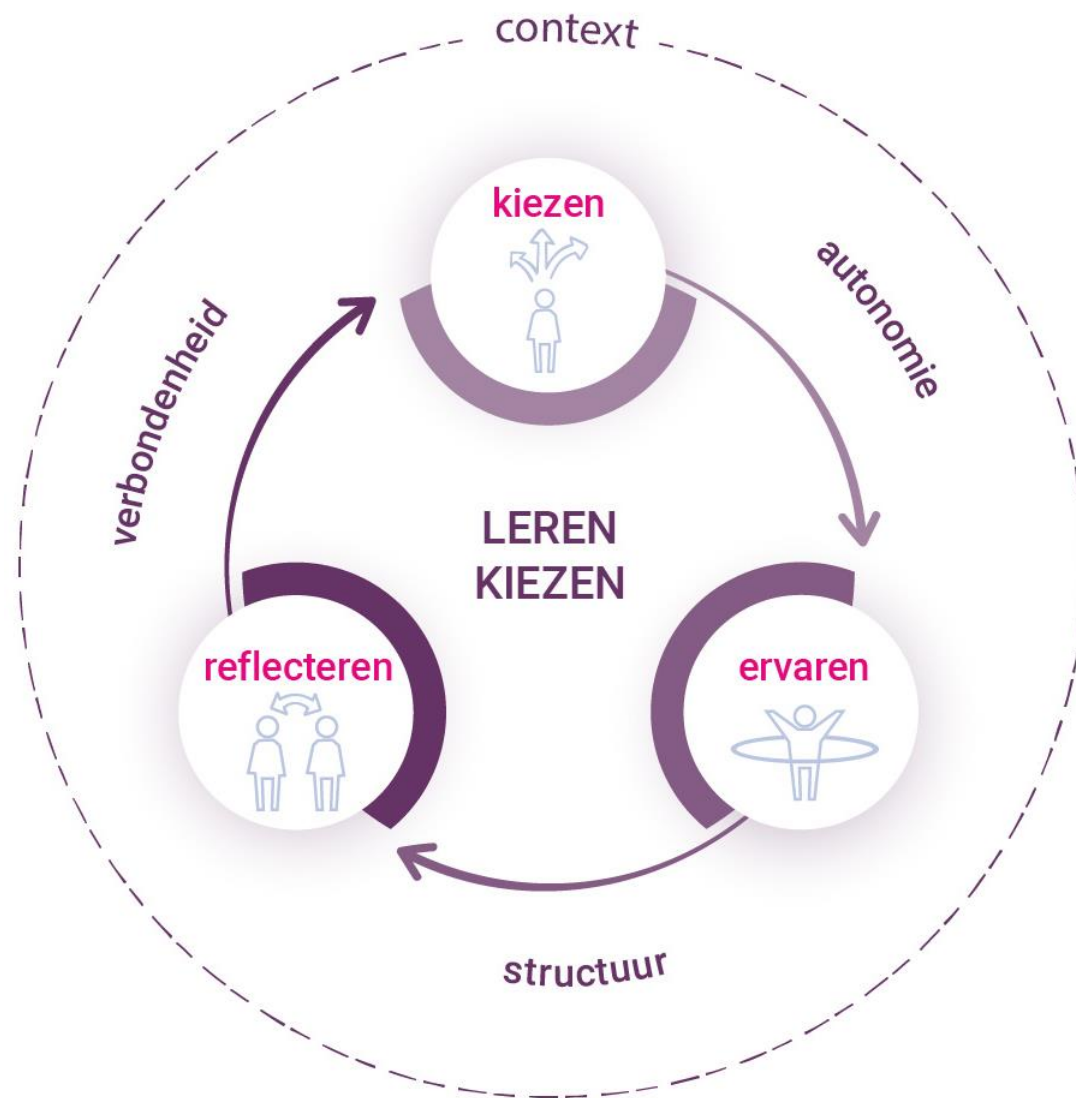 context
kiezen
autonomie
verbondenheid
LEREN
KIEZEN
reflecteren
ervaren
structuur